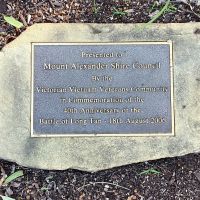 Presented to
Mount Alexander Shire Council
By the
Victorian Vietnam Veterans Community
in Commemoration of the
40th Anniversary of the
Battle of Long Tan - 18th August 2006